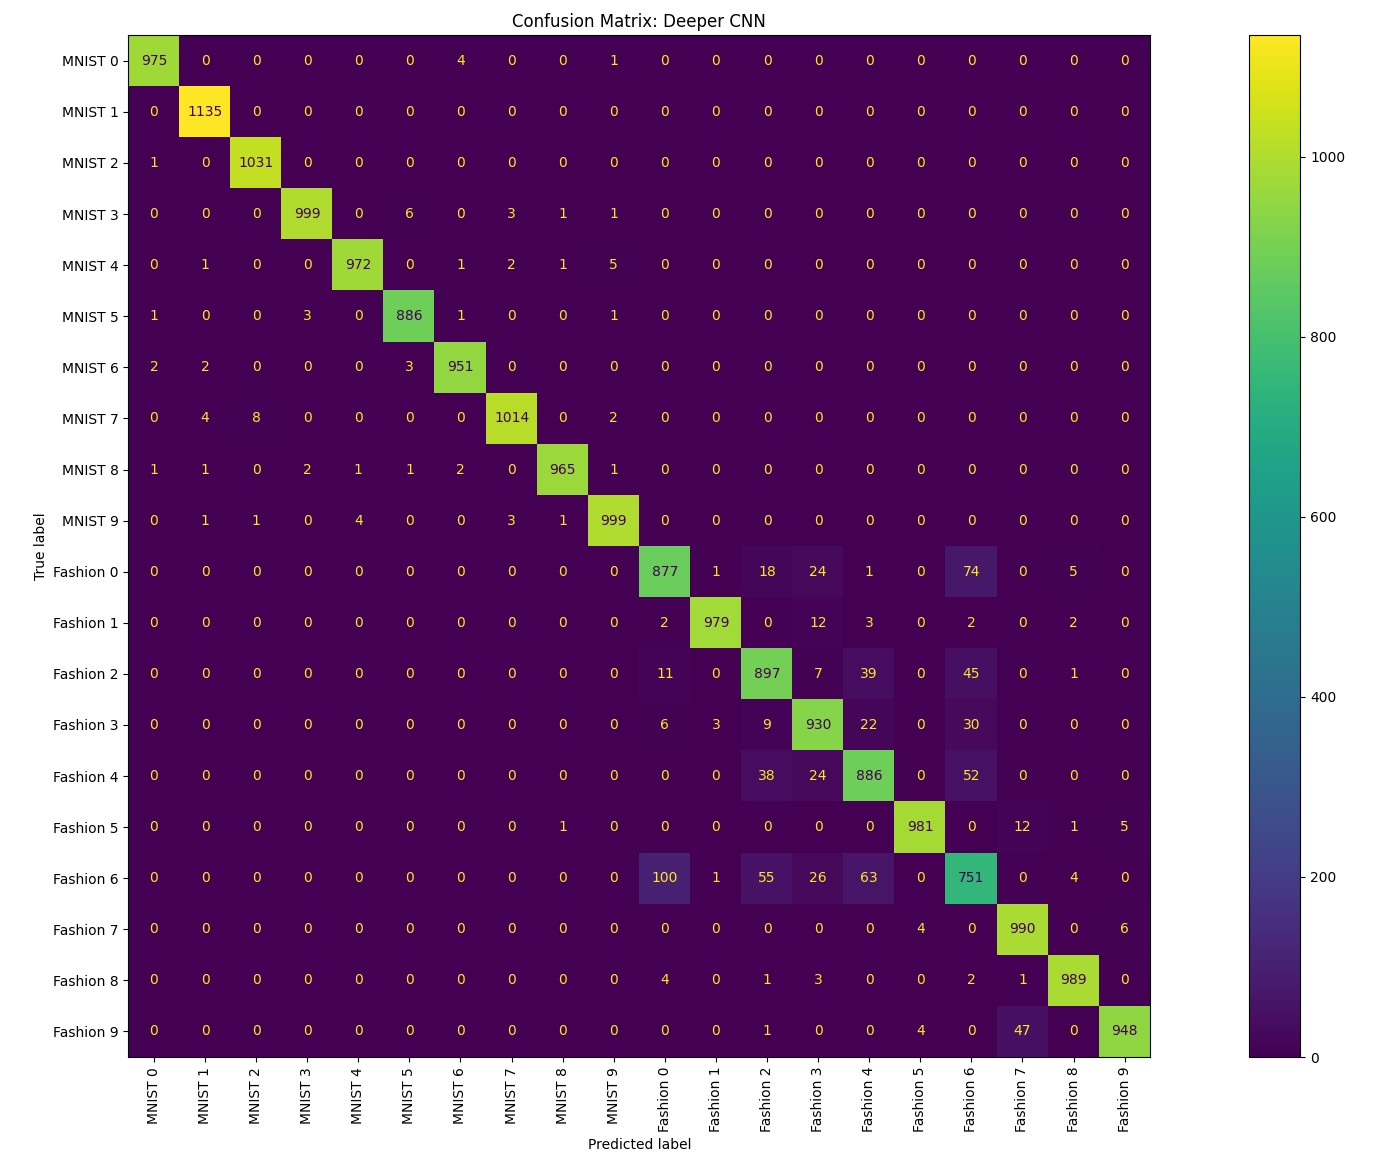 Confusion Matrix: Deeper CNN
MNIST 0 975 0 0 0 0 0 4 0 0 1 0 0 0 0 0 0 0 0 0 0
MNIST 1 0 1135 0 0 0 0 0 0 0 0 0 0 0 0 0 0 0 0 0 0
MNIST 2 1 0 1031 0 0 0 0 0 0 0 0 0 0 0 0 0 0 0 0 0
MNIST 3 0 0 0 999 0 6 0 3 1 1 0 0 0 0 0 0 0 0 0 0
MNIST 4 0 1 0 0 972 0 1 2 1 5 0 0 0 0 0 0 0 0 0 0
MNIST 5 1 0 0 3 0 886 1 0 0 1 0 0 0 0 0 0 0 0 0 0
MNIST 6 2 2 0 0 0 3 951 0 0 0 0 0 0 0 0 0 0 0 0 0
MNIST 7 0 4 8 0 0 0 0 1014 0 2 0 0 0 0 0 0 0 0 0 0
MNIST 8 1 1 0 2 1 1 2 0 965 1 0 0 0 0 0 0 0 0 0 0
MNIST 9 0 1 1 0 4 0 0 3 1 999 0 0 0 0 0 0 0 0 0 0
Fashion 0 0 0 0 0 0 0 0 0 0 0 877 1 18 24 1 0 74 0 5 0
Fashion 1 0 0 0 0 0 0 0 0 0 0 2 979 0 12 3 0 2 0 2 0
Fashion 2 0 0 0 0 0 0 0 0 0 0 11 0 897 7 39 0 45 0 1 0
Fashion 3 0 0 0 0 0 0 0 0 0 0 6 3 9 930 22 0 30 0 0 0
Fashion 4 0 0 0 0 0 0 0 0 0 0 0 0 38 24 886 0 52 0 0 0
Fashion 5 0 0 0 0 0 0 0 0 1 0 0 0 0 0 0 981 0 12 1 5
Fashion 6 0 0 0 0 0 0 0 0 0 0 100 1 55 26 63 0 751 0 4 0
Fashion 7 0 0 0 0 0 0 0 0 0 0 0 0 0 0 0 4 0 990 0 6
Fashion 8 0 0 0 0 0 0 0 0 0 0 4 0 1 3 0 0 2 1 989 0
Fashion 9 0 0 0 0 0 0 0 0 0 0 0 0 1 0 0 4 0 47 0 948
True label
MNIST 0 MNIST 1 MNIST 2 MNIST 3 MNIST 4 MNIST 5 MNIST 6 MNIST 7 MNIST 8 MNIST 9 Fashion 0 Fashion 1 Fashion 2 Fashion 3 Fashion 4 Fashion 5 Fashion 6 Fashion 7 Fashion 8 Fashion 9
Predicted label
1000
800
600
400
200
0